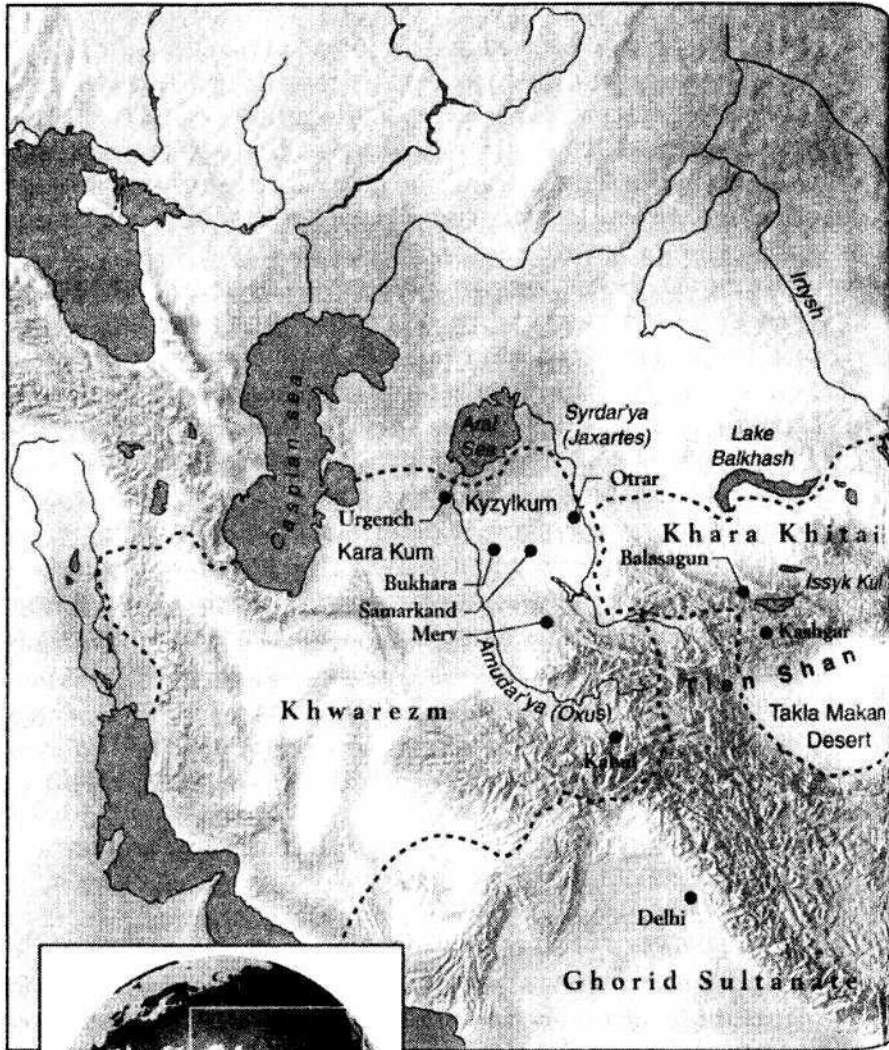 Irtysh
Caspian sea
Aral
Sea
Syrdar'ya
(Jaxartes)
Lake
Balkhash
Otrar
Urgench
Kyzylkum
Khara Khitai
Kara Kum
Balasagun
Bukhara
Issyk Kul
Samarkand
Merv
Kashgar
Tien Shan
Amudar'ya (Oxus)
Khwarezm
Takla Makan
Desert
Kabul
Delhi
Ghorid Sultanate